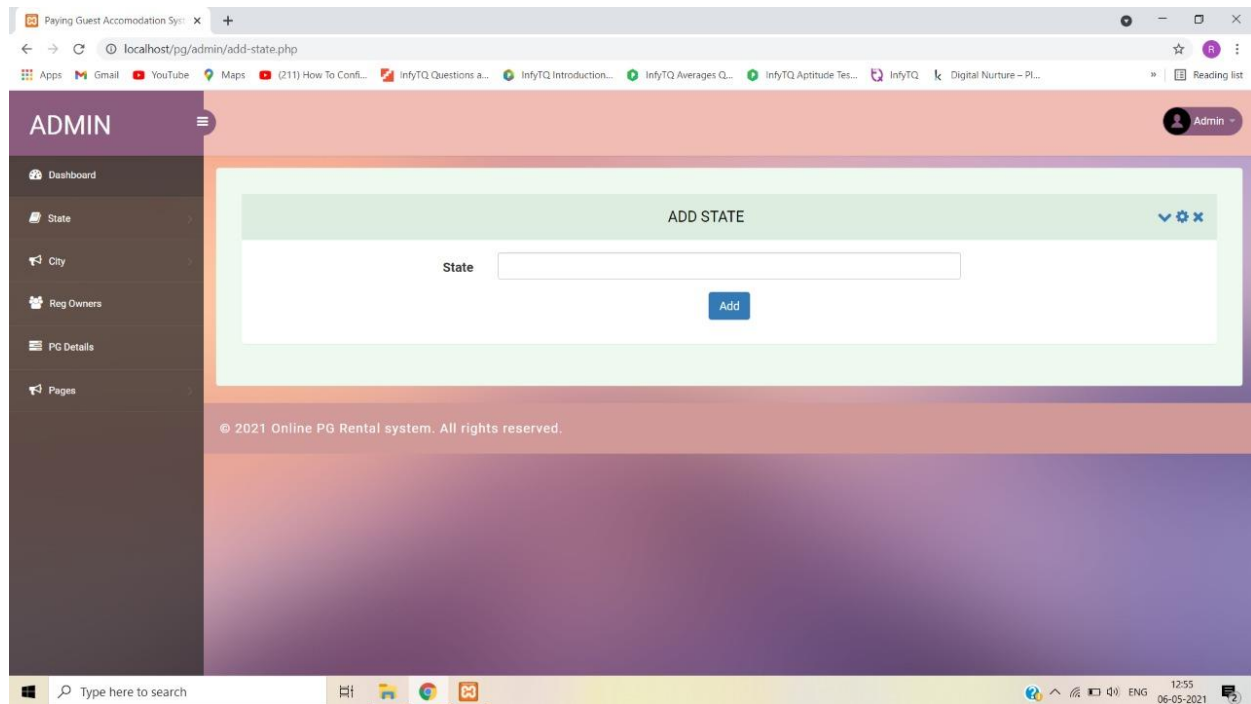 Paying Guest Accomodation Syst
localhost/pg/admin/add-state.php
R
Apps Gmail YouTube Maps (211) How To Confi... InfyTQ Questions a... InfyTQ Introduction... InfyTQ Averages Q... InfyTQ Aptitude Tes... InfyTQ Digital Nurture – Pl... » Reading list
ADMIN
Admin
Dashboard
State
City
Reg Owners
PG Details
Pages
ADD STATE
State
Add
© 2021 Online PG Rental system. All rights reserved.
Type here to search
ENG
12:55
06-05-2021
2